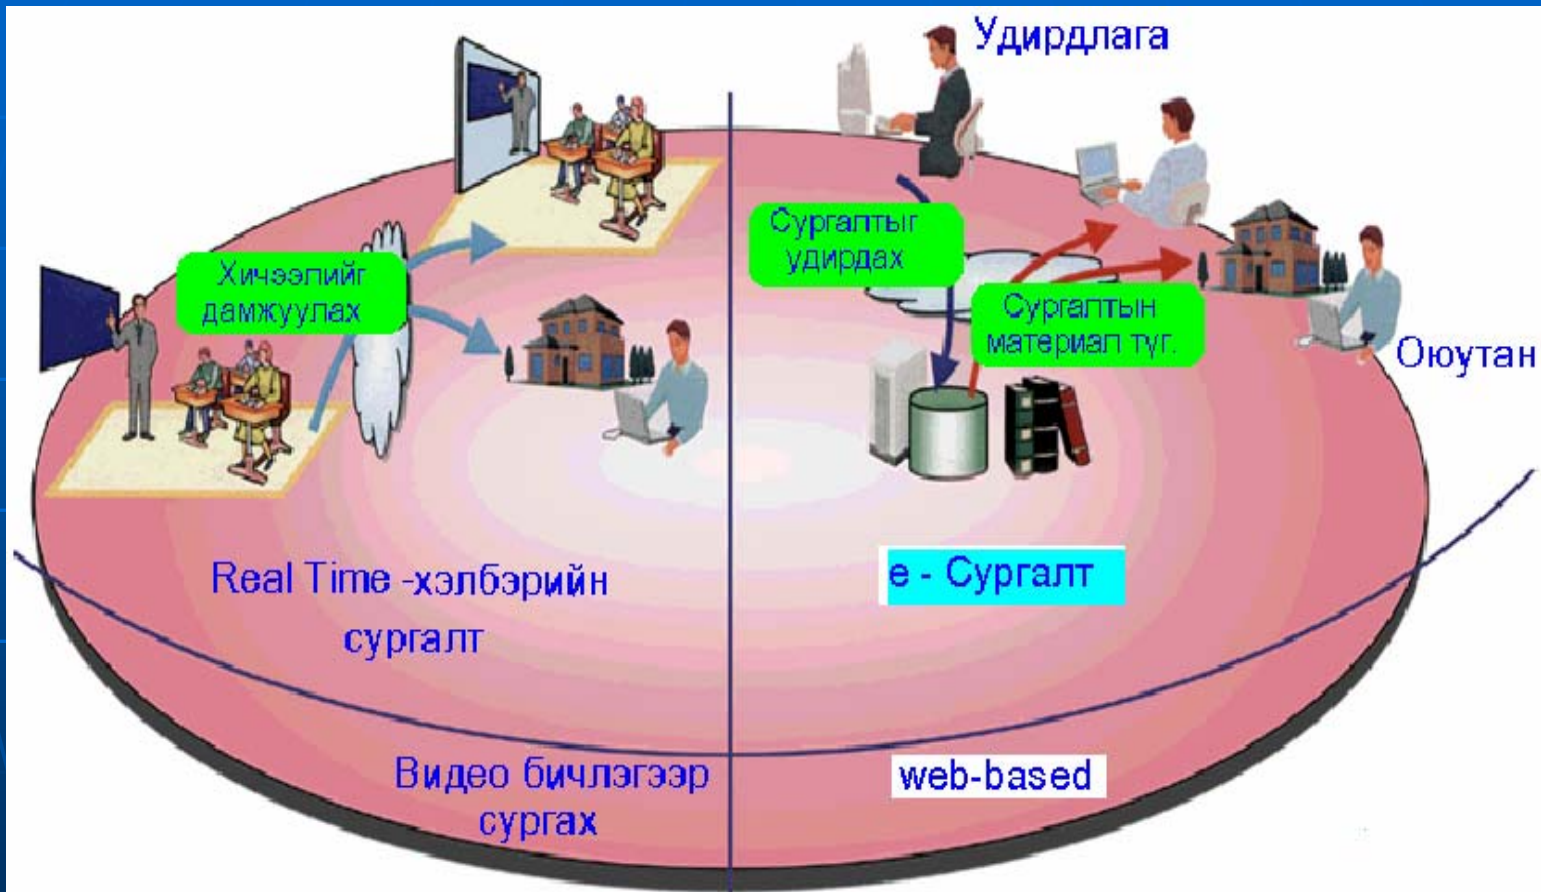 Удирдлага
Сургалтыг
удирдах
Хичээлийг
дамжуулах
Сургалтын
материал түг.
Оюутан
Real Time -хэлбэрийн
сургалт
e - Сургалт
Видео бичлэгээр
сургах
web-based